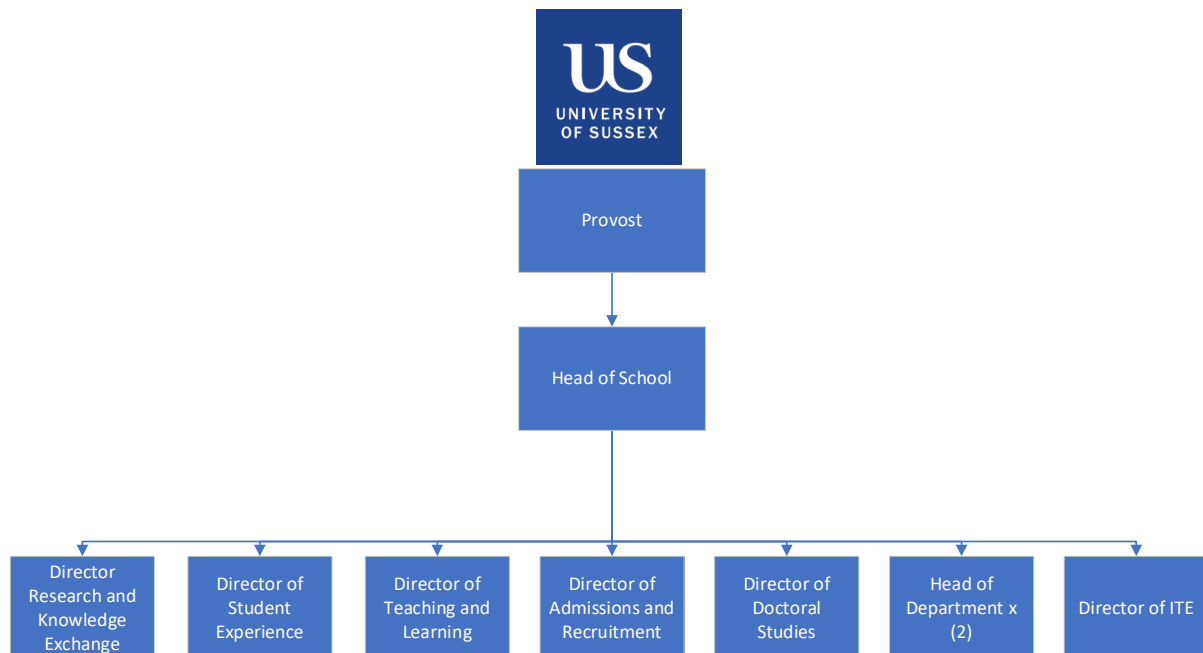 US
UNIVERSITY
OF SUSSEX
Provost
Head of School
Director
Research and
Knowledge
Exchange
Director of
Student
Experience
Director of
Teaching and
Learning
Director of
Admissions and
Recruitment
Director of
Doctoral
Studies
Head of
Department x
(2)
Director of ITE